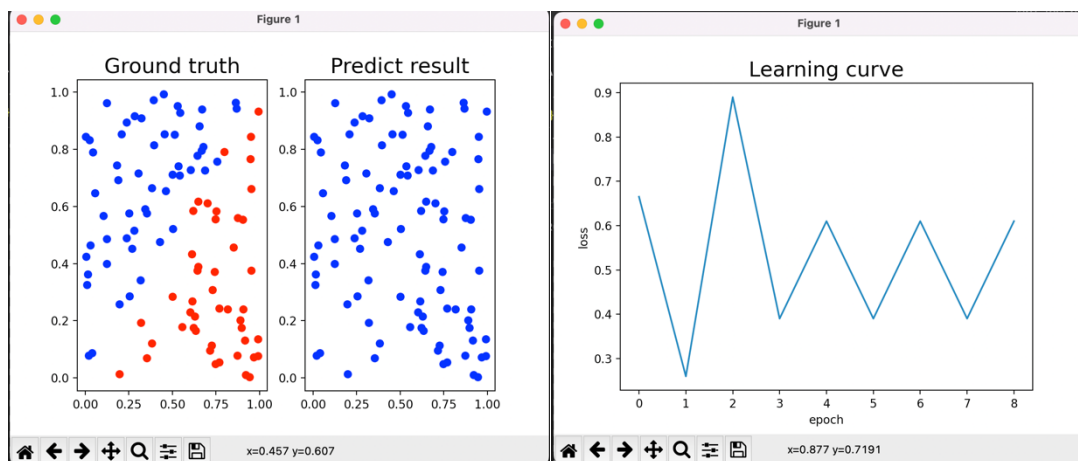 Figure 1
Ground truth
Predict result
1.0
0.8
0.6
0.4
0.2
0.0
0.00 0.25 0.50 0.75 1.00
0.00 0.25 0.50 0.75 1.00
x=0.457 y=0.607
Figure 1
Learning curve
0.9
0.8
0.7
0.6
0.5
0.4
0.3
loss
0 1 2 3 4 5 6 7 8
epoch
x=0.877 y=0.7191